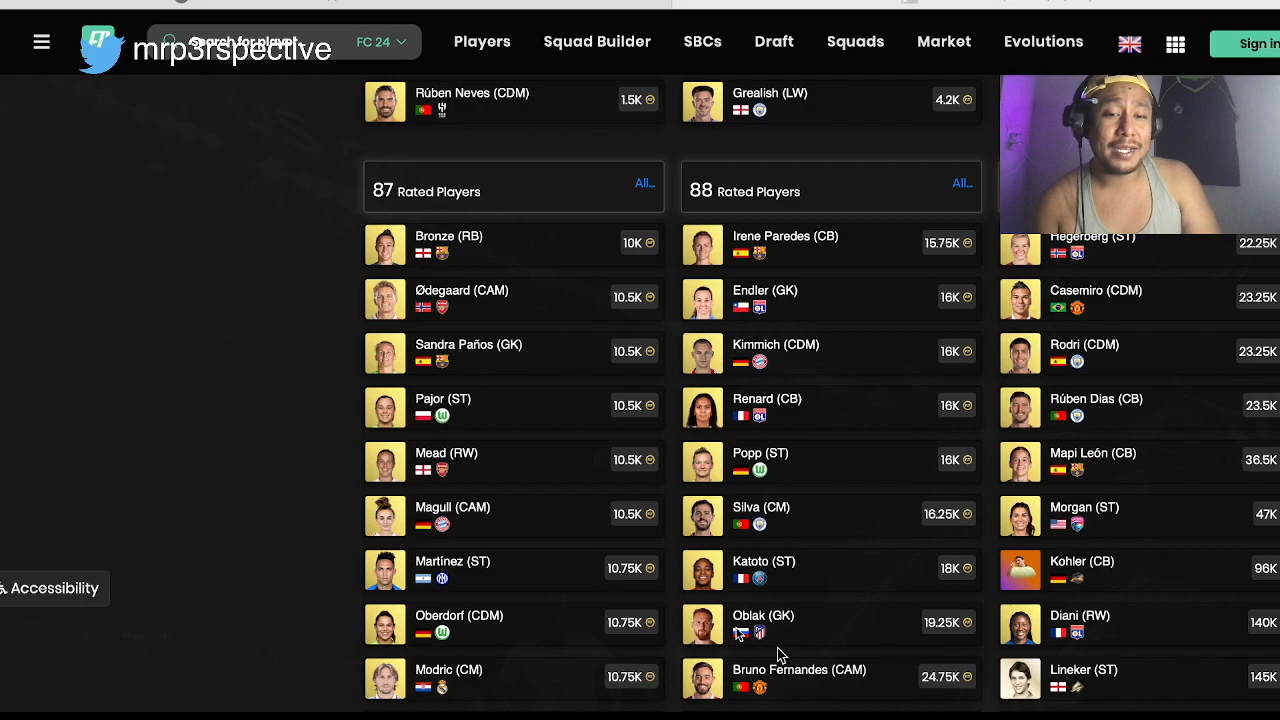 Search for player..
FC 24
Players
Squad Builder
SBCs
Draft
Squads
Market
Evolutions
Sign in
mrp3rspective
Rúben Neves (CDM)
1.5K
Grealish (LW)
4.2K
87 Rated Players
All...
Bronze (RB)
10K
Ødegaard (CAM)
10.5K
Sandra Paños (GK)
10.5K
Pajor (ST)
10.5K
Mead (RW)
10.5K
Magull (CAM)
10.5K
Martínez (ST)
10.75K
Oberdorf (CDM)
10.75K
Modric (CM)
10.75K
88 Rated Players
All...
Irene Paredes (CB)
15.75K
Endler (GK)
16K
Kimmich (CDM)
16K
Renard (CB)
16K
Popp (ST)
16K
Silva (CM)
16.25K
Katoto (ST)
18K
Oblak (GK)
19.25K
Bruno Fernandes (CAM)
24.75K
Hegerberg (ST)
22.25K
Casemiro (CDM)
23.25K
Rodri (CDM)
23.25K
Rúben Dias (CB)
23.5K
Mapi León (CB)
36.5K
Morgan (ST)
47K
Kohler (CB)
96K
Diani (RW)
140K
Lineker (ST)
145K
Accessibility